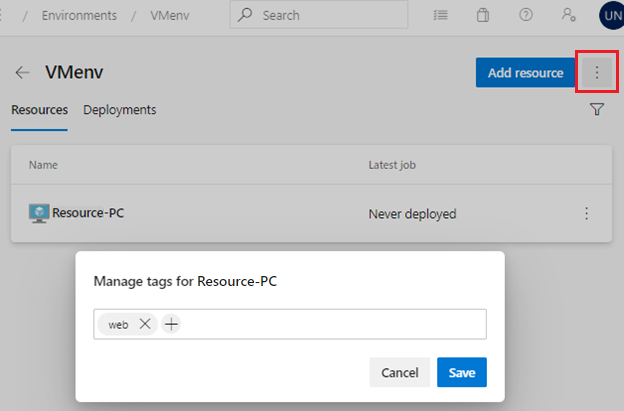 / Environments / VMenv Search UN
VMenv Add resource
Resources Deployments
Name Latest job
Resource-PC Never deployed
Manage tags for Resource-PC
web
Cancel Save